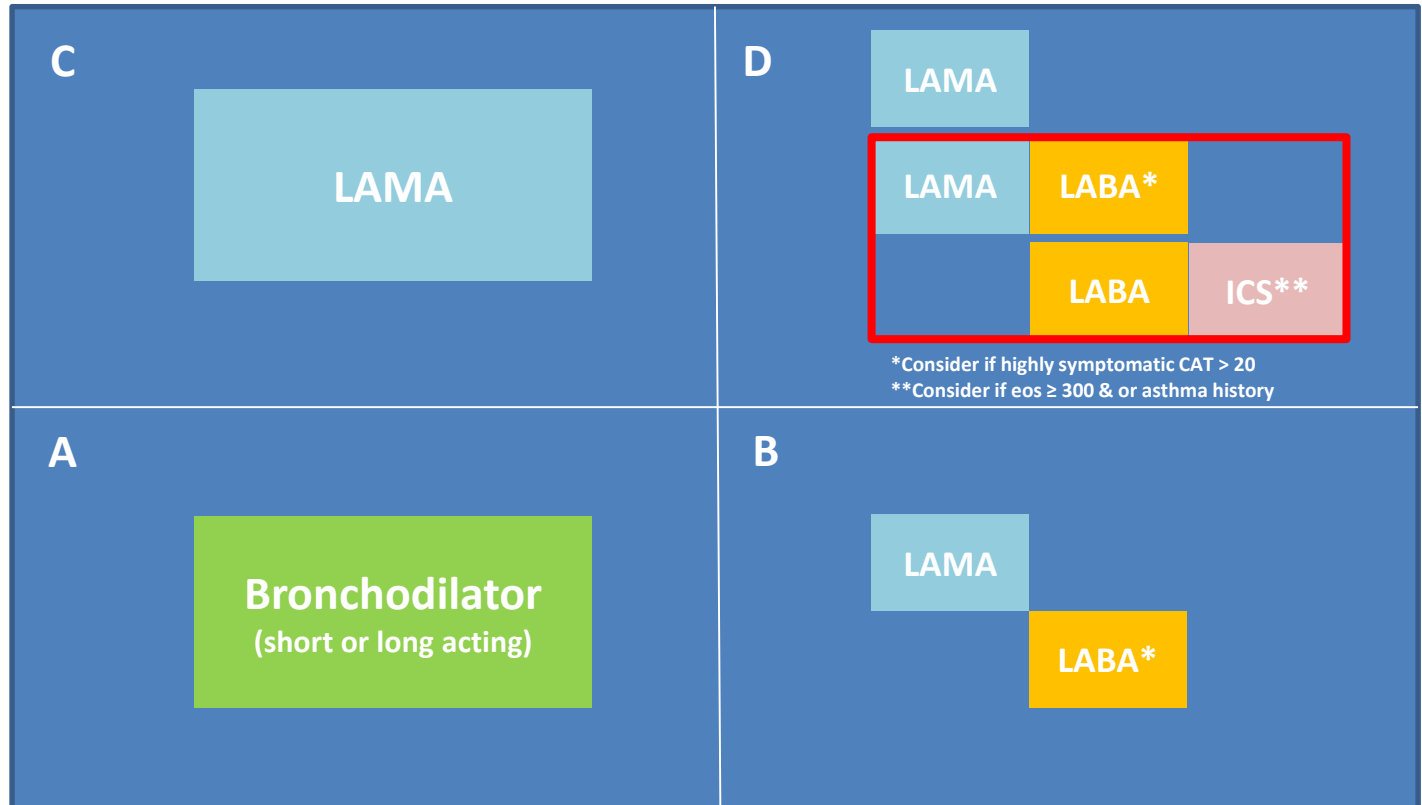 C
LAMA
D
LAMA
LAMA LABA*
LABA ICS**
*Consider if highly symptomatic CAT > 20
**Consider if eos ≥ 300 & or asthma history
A
Bronchodilator
(short or long acting)
B
LAMA
LABA*